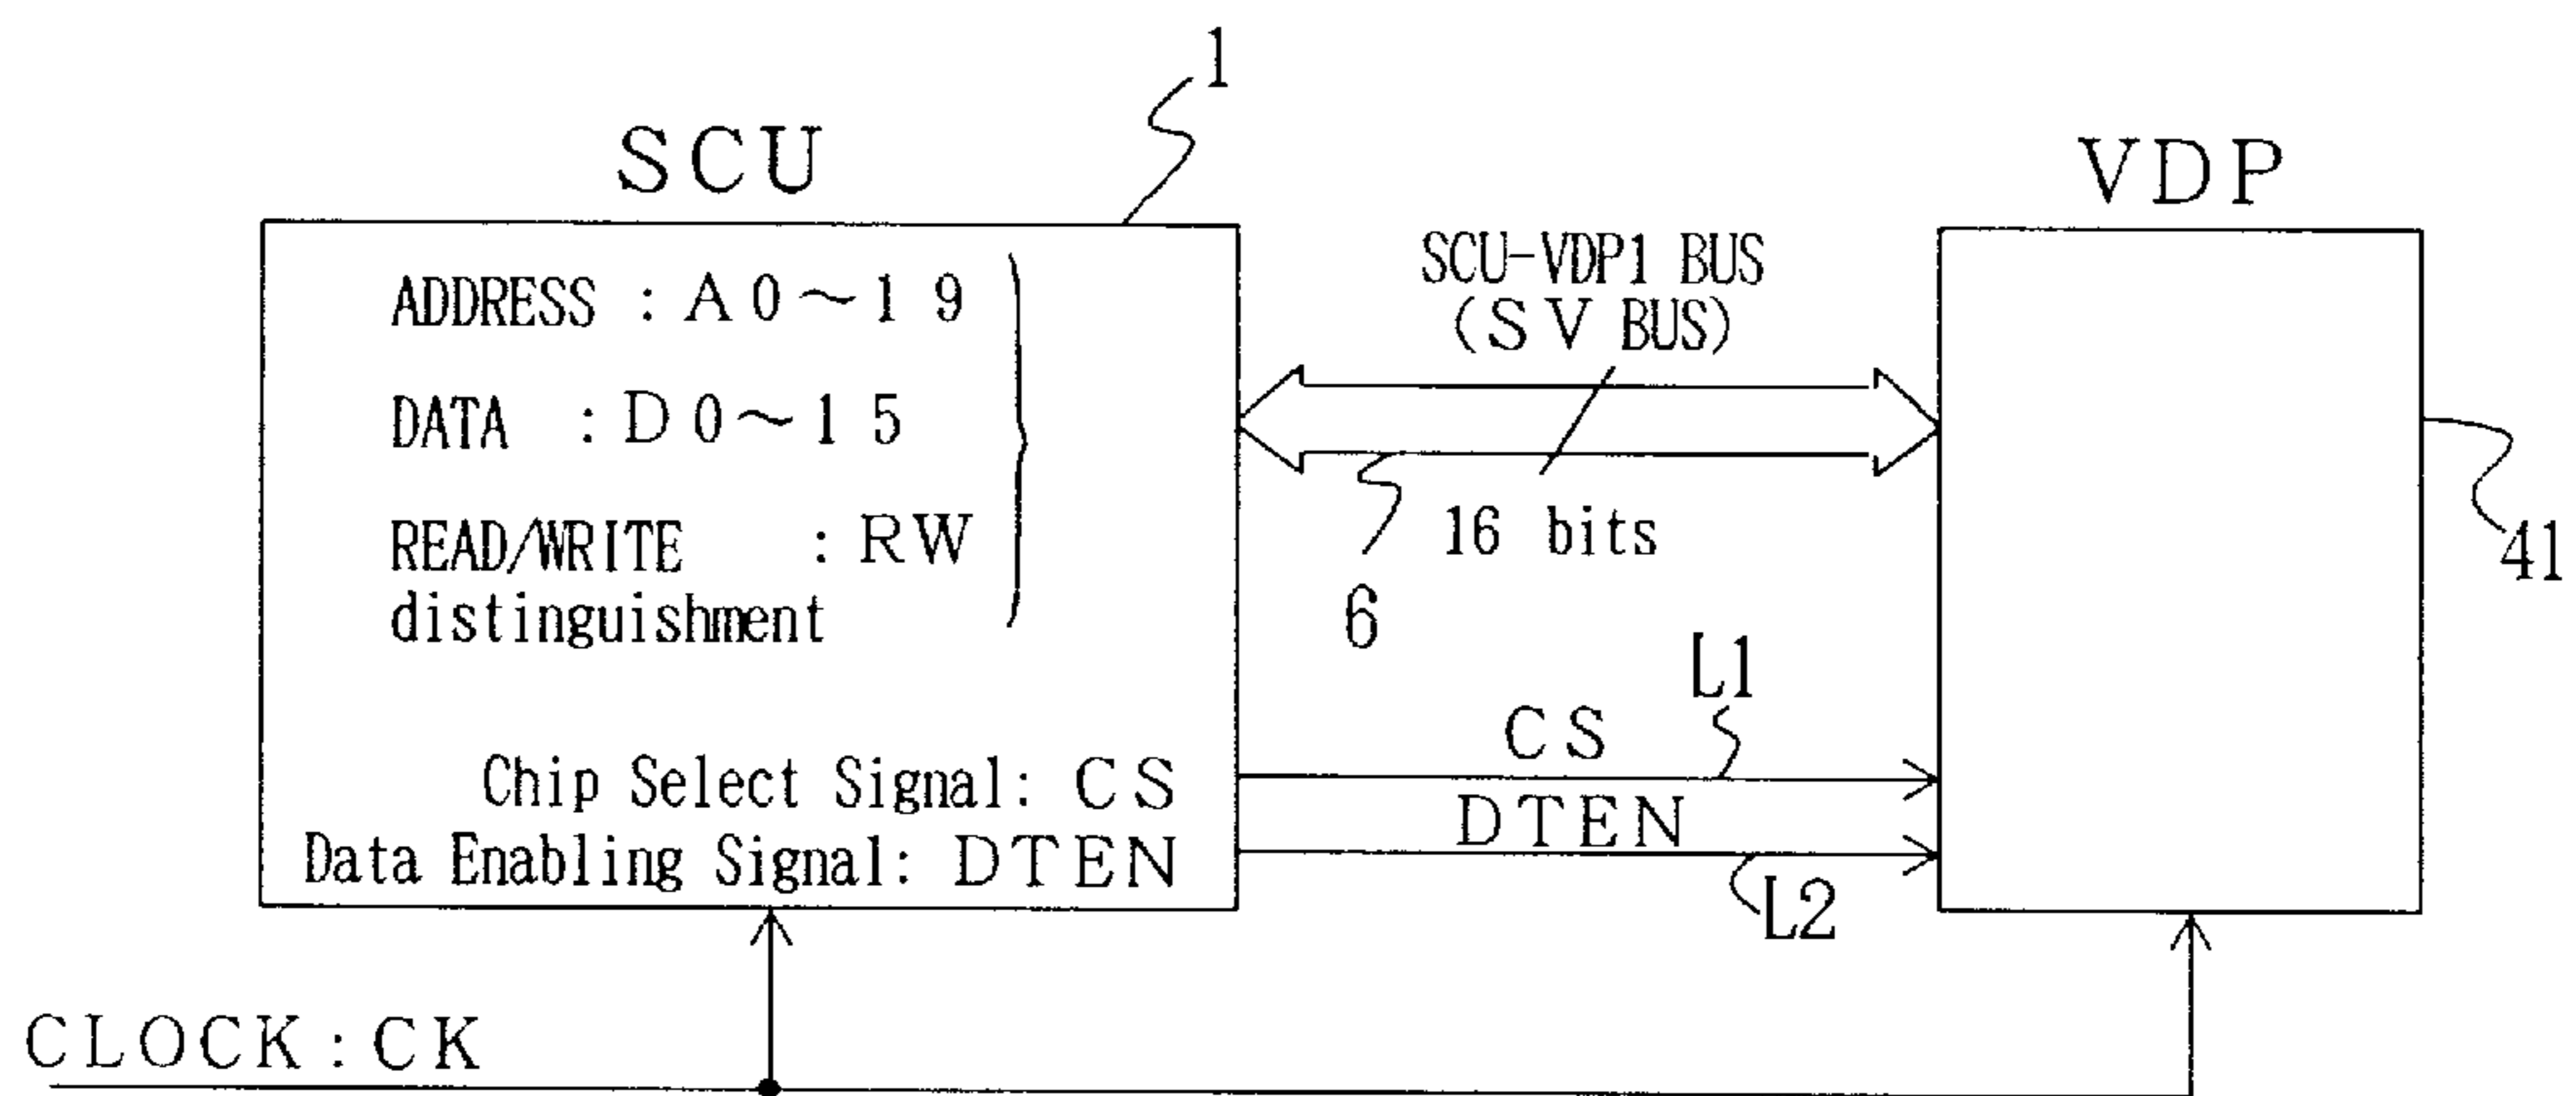 1
SCU
VDP
ADDRESS : A0～19
DATA : D0～15
READ/WRITE : RW
distinguishment
SCU-VDP1 BUS
(SV BUS)
16 bits
6
41
L1
Chip Select Signal: CS
CS
Data Enabling Signal: DTEN
DTEN
L2
CLOCK:CK